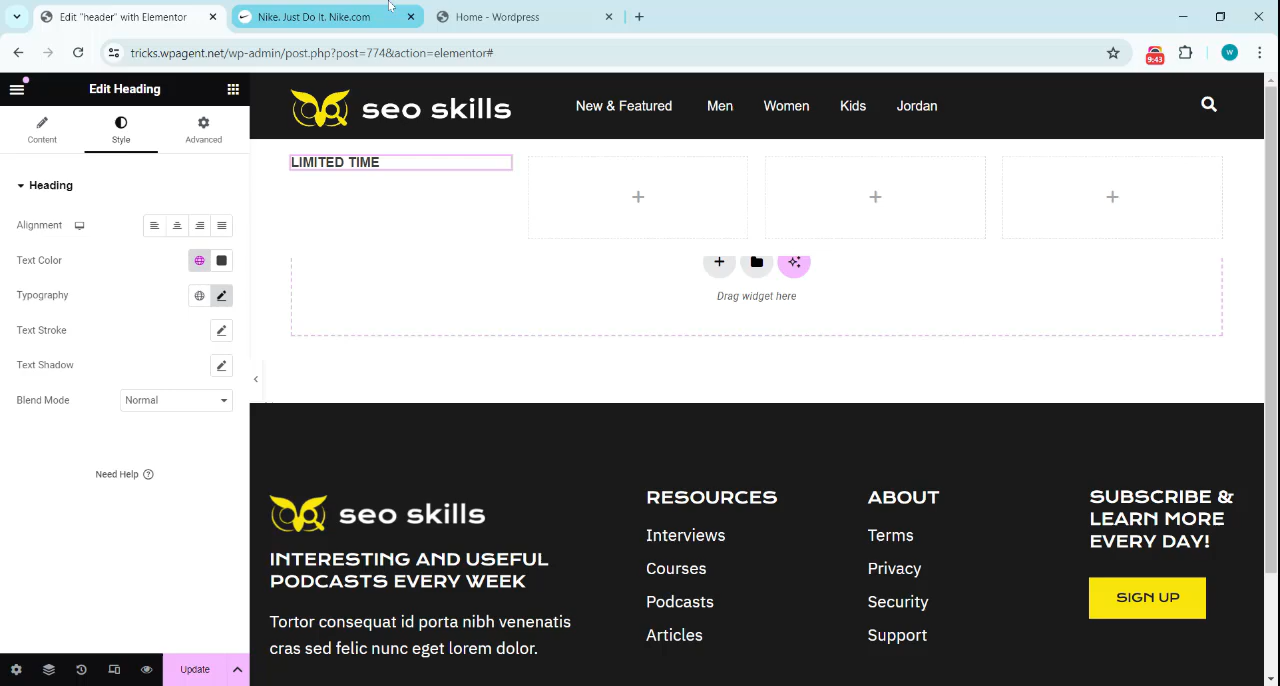 Edit "header" with Elementor
Nike. Just Do It. Nike.com
Home - Wordpress
tricks.wpagent.net/wp-admin/post.php?post=774&action=elementor#
9:43
W
Edit Heading
Content
Style
Advanced
Heading
Alignment
Text Color
Typography
Text Stroke
Text Shadow
Blend Mode
Normal
Need Help
Update
seo skills
New & Featured
Men
Women
Kids
Jordan
LIMITED TIME
Drag widget here
seo skills
INTERESTING AND USEFUL
PODCASTS EVERY WEEK
Tortor consequat id porta nibh venenatis
cras sed felic nunc eget lorem dolor.
RESOURCES
Interviews
Courses
Podcasts
Articles
ABOUT
Terms
Privacy
Security
Support
SUBSCRIBE &
LEARN MORE
EVERY DAY!
SIGN UP